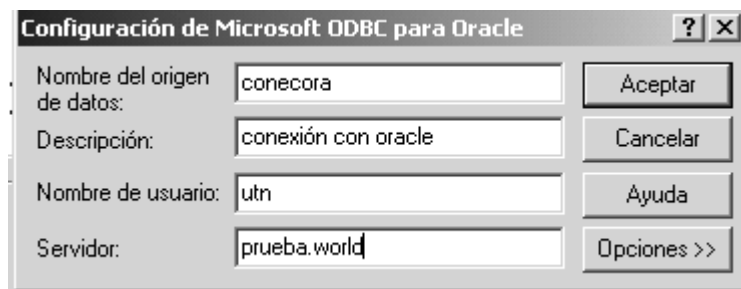 Configuración de Microsoft ODBC para Oracle ? X
Nombre del origen de datos: conecora Aceptar
Descripción: conexión con oracle Cancelar
Nombre de usuario: utn Ayuda
Servidor: prueba.world Opciones >>